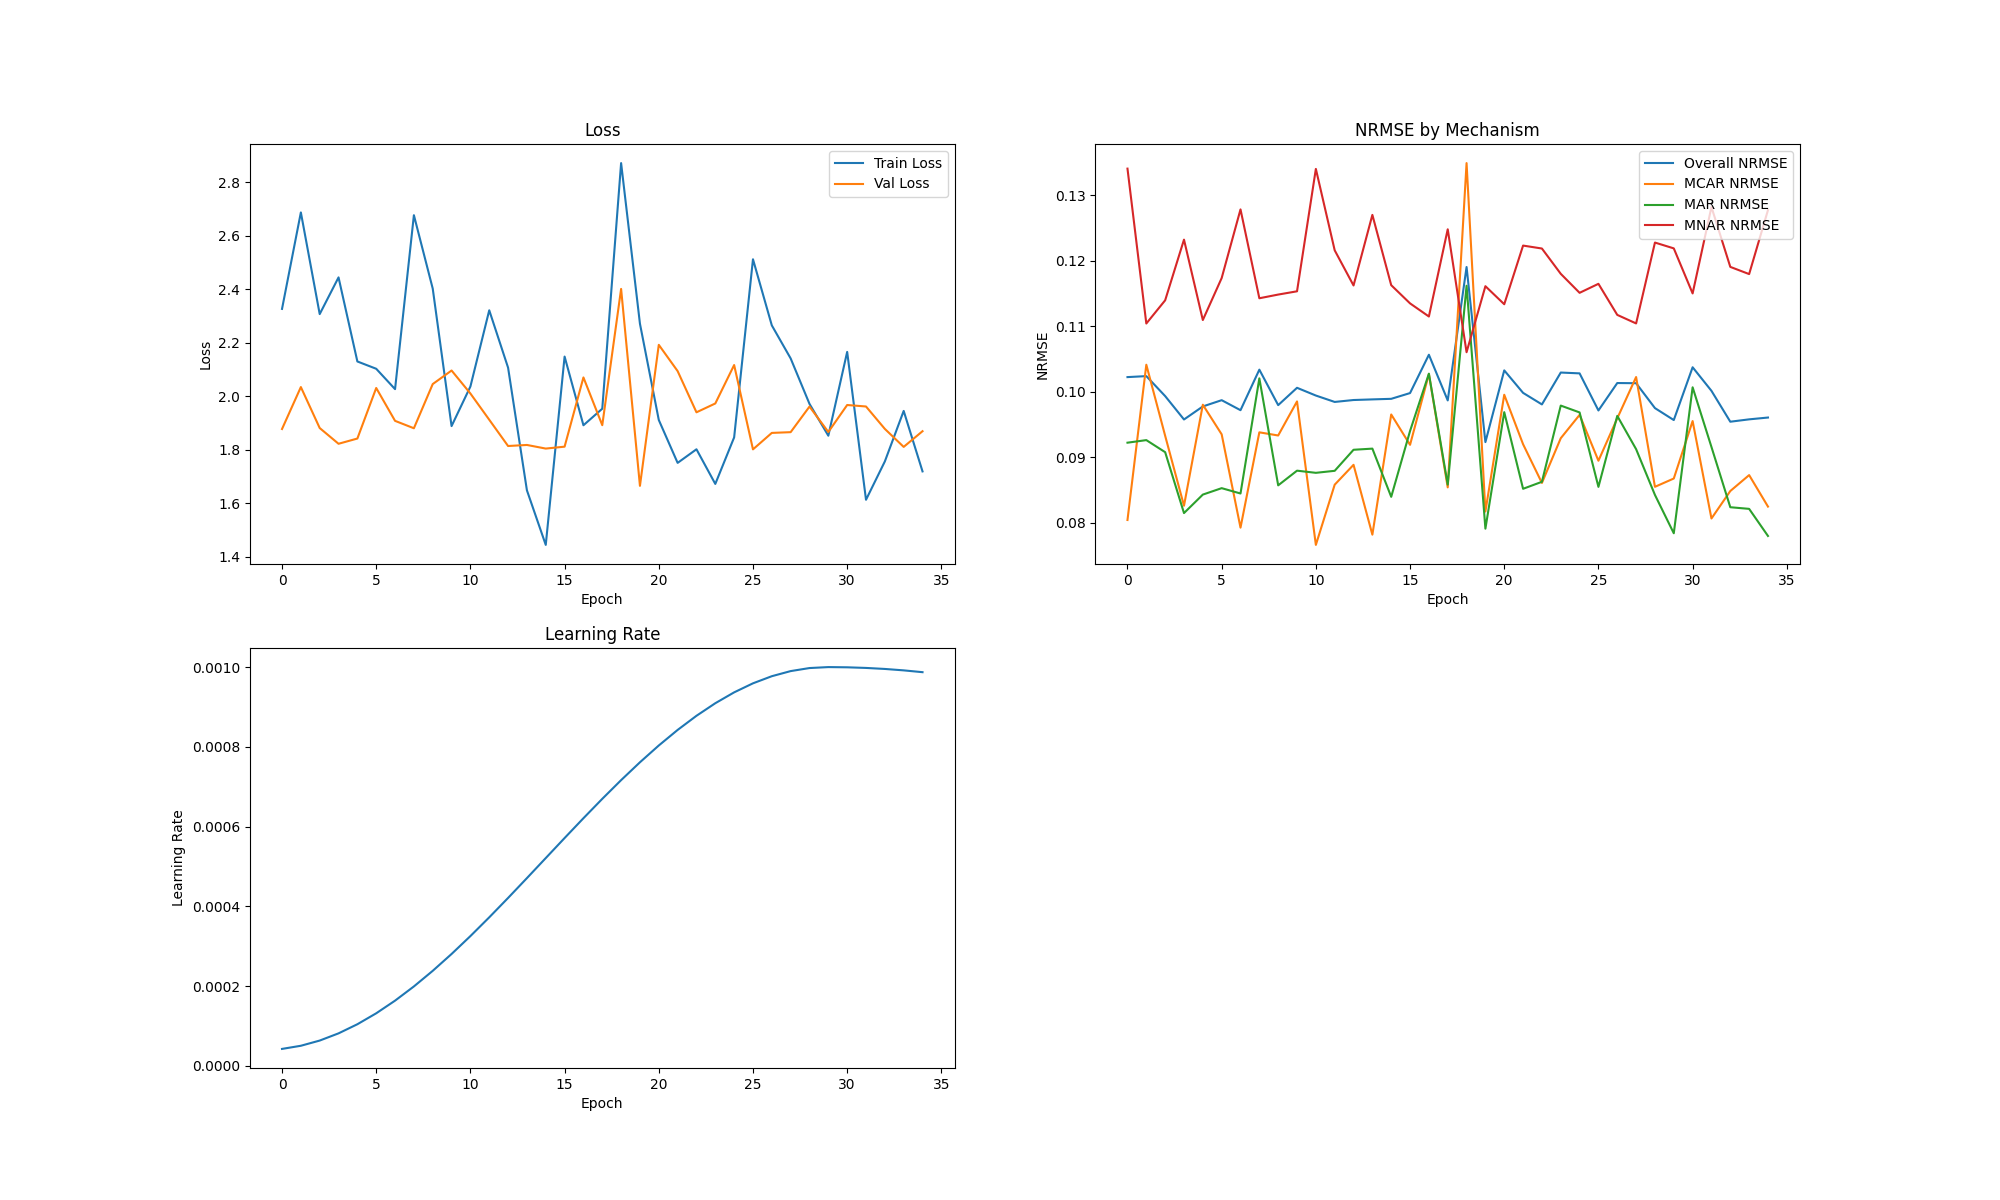 Loss
Train Loss
Val Loss
2.8
2.6
2.4
2.2
2.0
1.8
1.6
1.4
Loss
0 5 10 15 20 25 30 35
Epoch
NRMSE by Mechanism
Overall NRMSE
MCAR NRMSE
MAR NRMSE
MNAR NRMSE
0.13
0.12
0.11
0.10
0.09
0.08
NRMSE
0 5 10 15 20 25 30 35
Epoch
Learning Rate
0.0010
0.0008
0.0006
0.0004
0.0002
0.0000
Learning Rate
0 5 10 15 20 25 30 35
Epoch